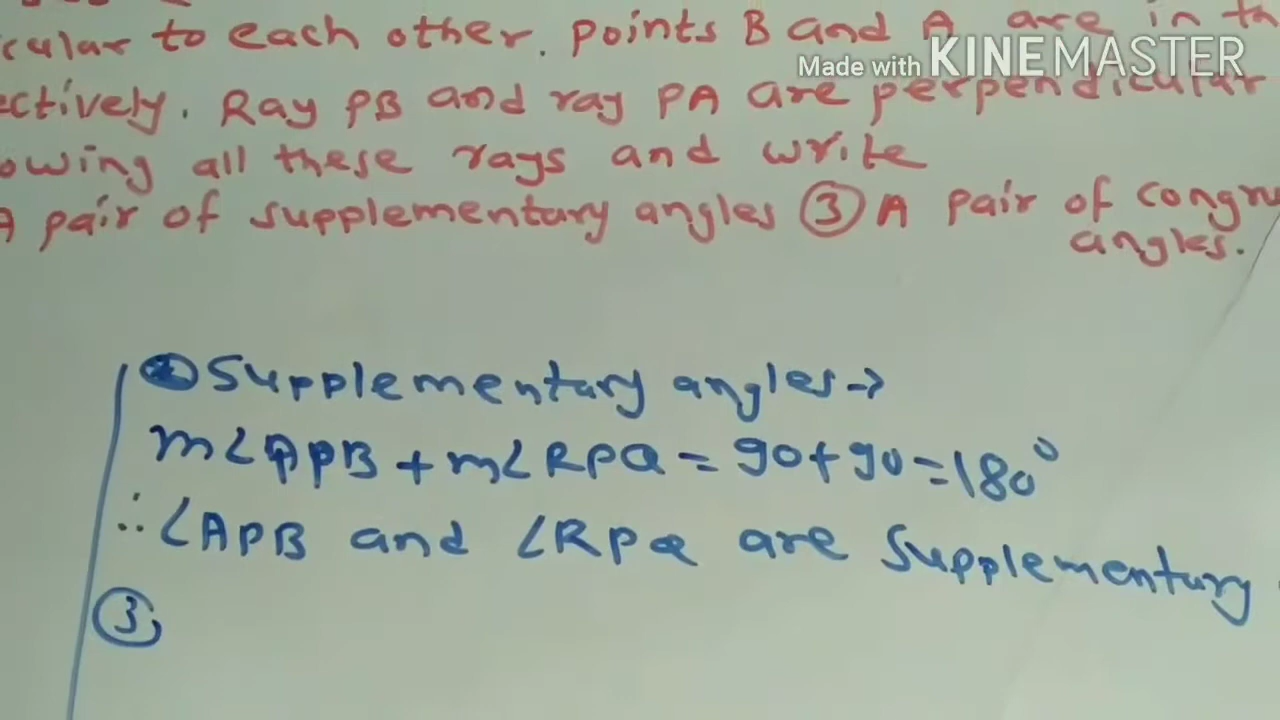 cular to each other. Points B and A are in th
Made with KINEMASTER
ectively. Ray PB and ray PA are perpendicular
owing all these rays and write
A pair of supplementary angles ③ A pair of congru
angles.
Supplementary angles →
m∠APB + m∠RPQ = 90 + 90 = 180°
∴ ∠APB and ∠RPQ are Supplementary
③